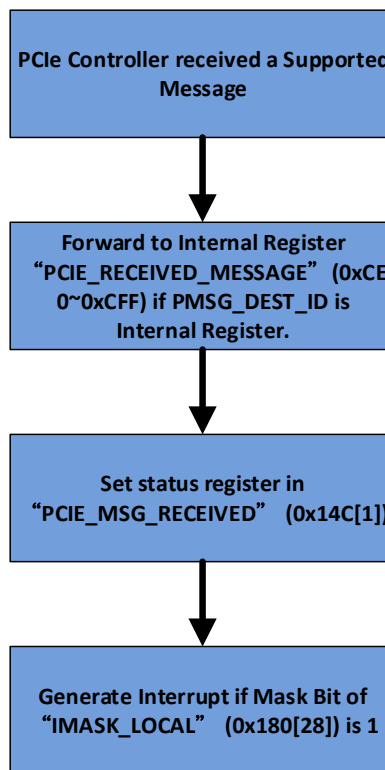 PCIe Controller received a Supported
Message
Forward to Internal Register
“PCIE_RECEIVED_MESSAGE” (0xCE
0~0xCFF) if PMSG_DEST_ID is
Internal Register.
Set status register in
“PCIE_MSG_RECEIVED” (0x14C[1])
Generate Interrupt if Mask Bit of
“IMASK_LOCAL” (0x180[28]) is 1